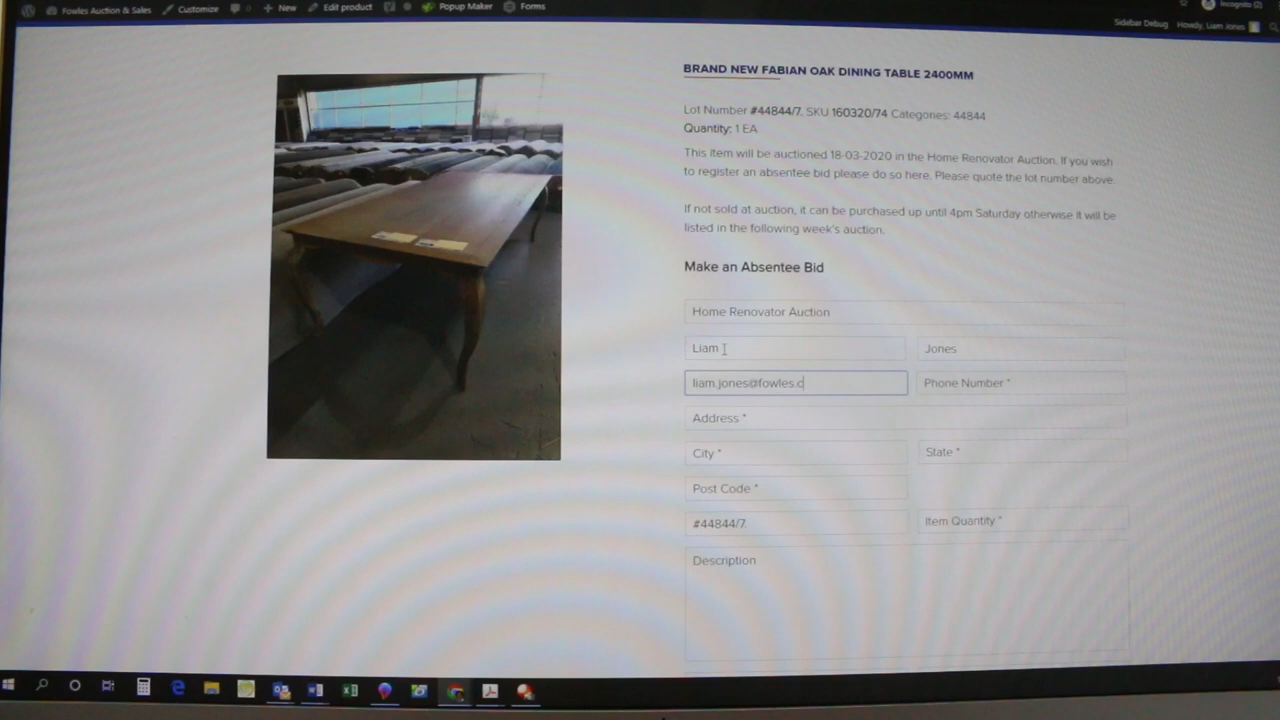 Fowles Auction & Sales Customize 0 New Edit product Popup Maker Forms
Incognito (2)
Sidebar Debug Howdy, Liam Jones
BRAND NEW FABIAN OAK DINING TABLE 2400MM
Lot Number #44844/7. SKU 160320/74 Categories: 44844
Quantity: 1 EA
This item will be auctioned 18-03-2020 in the Home Renovator Auction. If you wish
to register an absentee bid please do so here. Please quote the lot number above.
If not sold at auction, it can be purchased up until 4pm Saturday otherwise it will be
listed in the following week's auction.
Make an Absentee Bid
Home Renovator Auction
Liam Jones
liam.jones@fowles.c Phone Number *
Address *
City * State *
Post Code *
#44844/7. Item Quantity *
Description